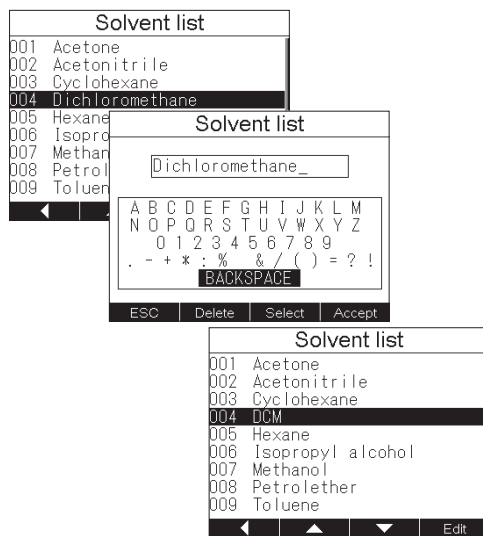 Solvent list
001 Acetone
002 Acetonitrile
003 Cyclohexane
004 Dichloromethane
005 Hexane
006 Isopro
007 Methan
008 Petrol
009 Toluen
Solvent list
Dichloromethane_
A B C D E F G H I J K L M
N O P Q R S T U V W X Y Z
0 1 2 3 4 5 6 7 8 9
. - + * : % & / ( ) = ? !
BACKSPACE
ESC Delete Select Accept
Solvent list
001 Acetone
002 Acetonitrile
003 Cyclohexane
004 DCM
005 Hexane
006 Isopropyl alcohol
007 Methanol
008 Petrolether
009 Toluene
Edit